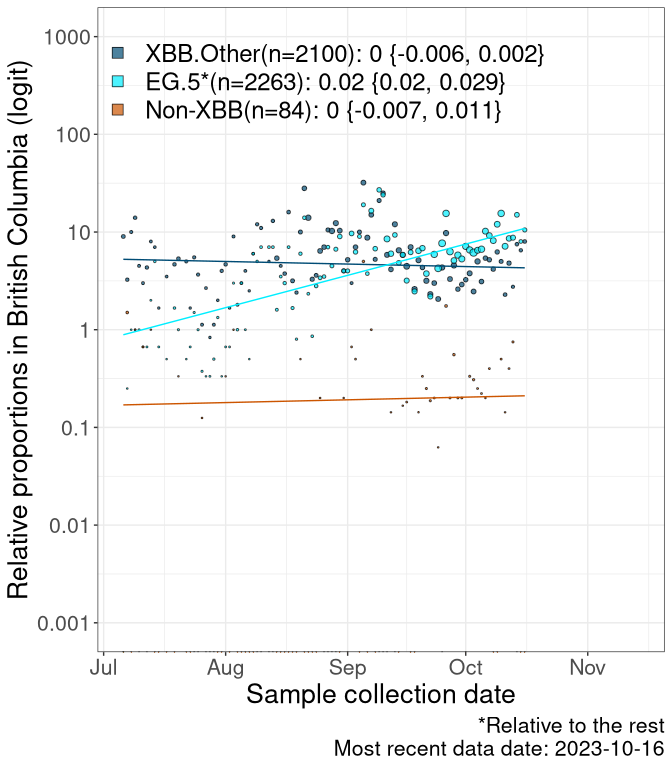 XBB.Other(n=2100): 0 {-0.006, 0.002}
EG.5*(n=2263): 0.02 {0.02, 0.029}
Non-XBB(n=84): 0 {-0.007, 0.011}
Relative proportions in British Columbia (logit)
1000
100
10
1
0.1
0.01
0.001
Jul Aug Sep Oct Nov
Sample collection date
*Relative to the rest
Most recent data date: 2023-10-16